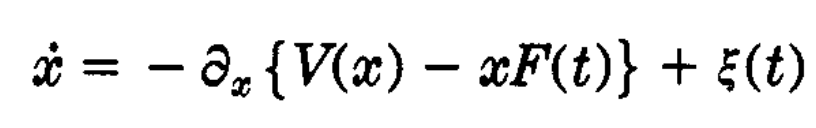 ẋ = − ∂ₓ {V(x) − xF(t)} + ξ(t)